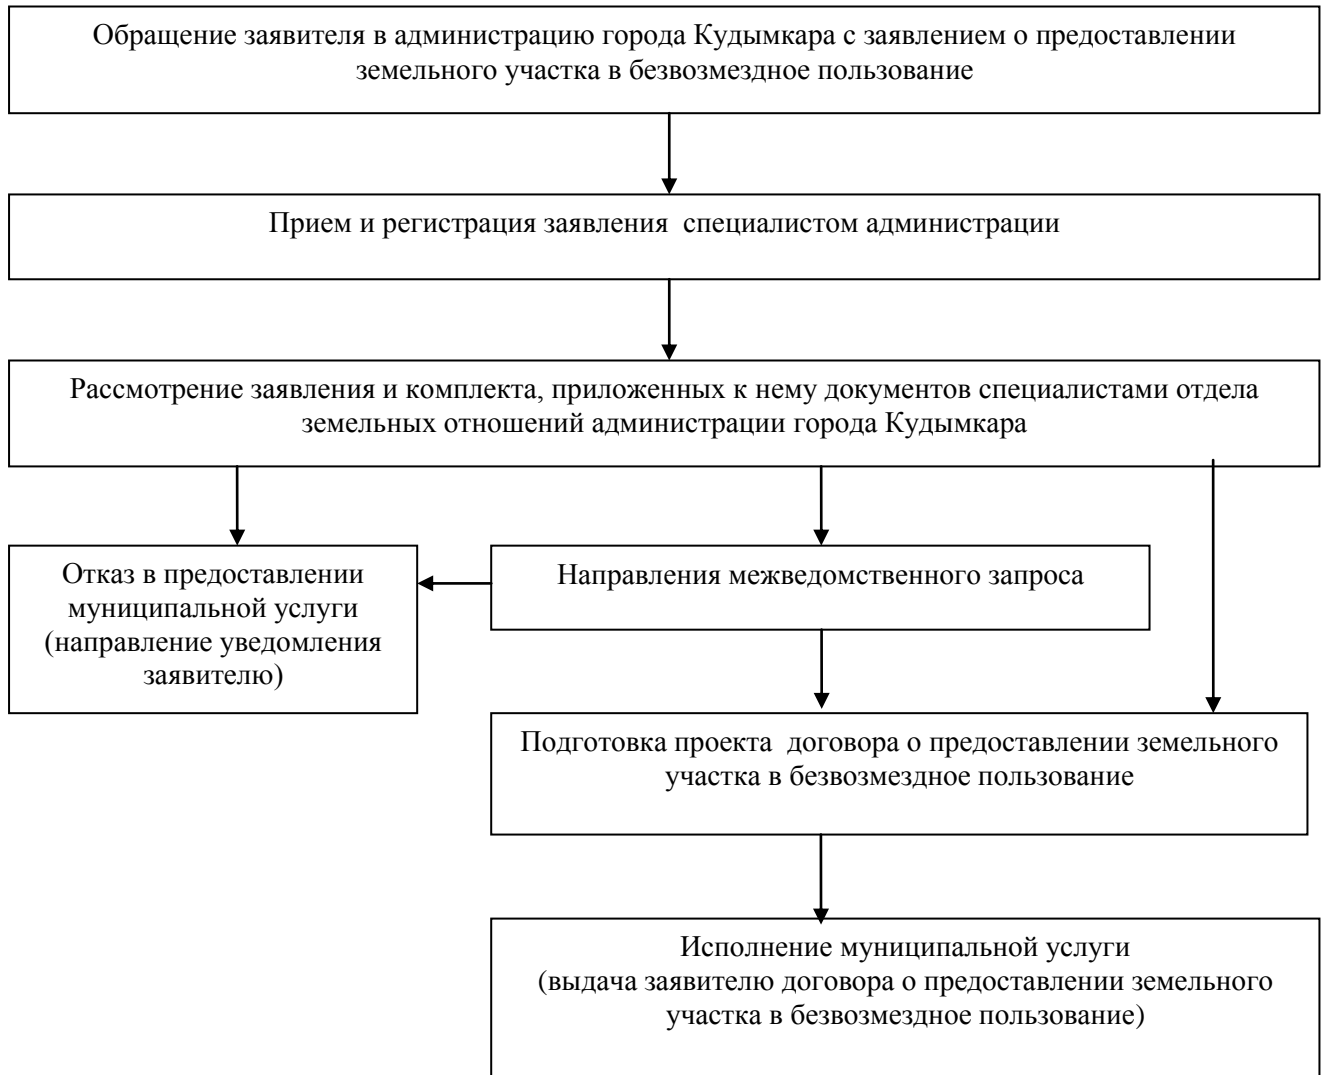 Обращение заявителя в администрацию города Кудымкара с заявлением о предоставлении
земельного участка в безвозмездное пользование
Прием и регистрация заявления специалистом администрации
Рассмотрение заявления и комплекта, приложенных к нему документов специалистами отдела
земельных отношений администрации города Кудымкара
Отказ в предоставлении
муниципальной услуги
(направление уведомления
заявителю)
Направления межведомственного запроса
Подготовка проекта договора о предоставлении земельного
участка в безвозмездное пользование
Исполнение муниципальной услуги
(выдача заявителю договора о предоставлении земельного
участка в безвозмездное пользование)